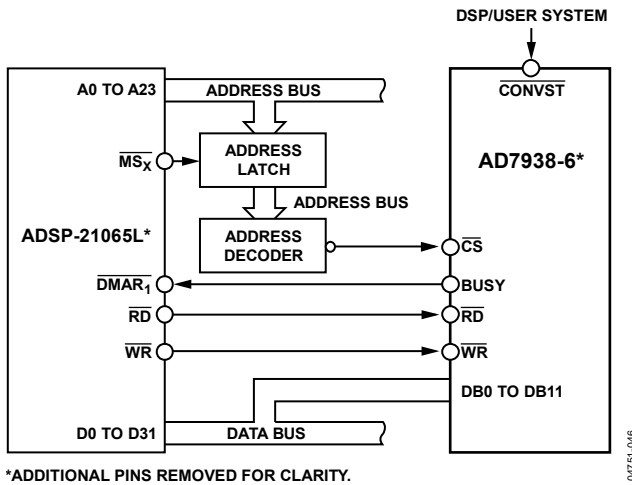 DSP/USER SYSTEM
A0 TO A23
ADDRESS BUS
CONVST
MSX
ADDRESS
LATCH
AD7938-6*
ADDRESS BUS
ADSP-21065L*
ADDRESS
DECODER
CS
DMAR1
BUSY
RD
RD
WR
WR
DB0 TO DB11
D0 TO D31
DATA BUS
*ADDITIONAL PINS REMOVED FOR CLARITY.
04751-046